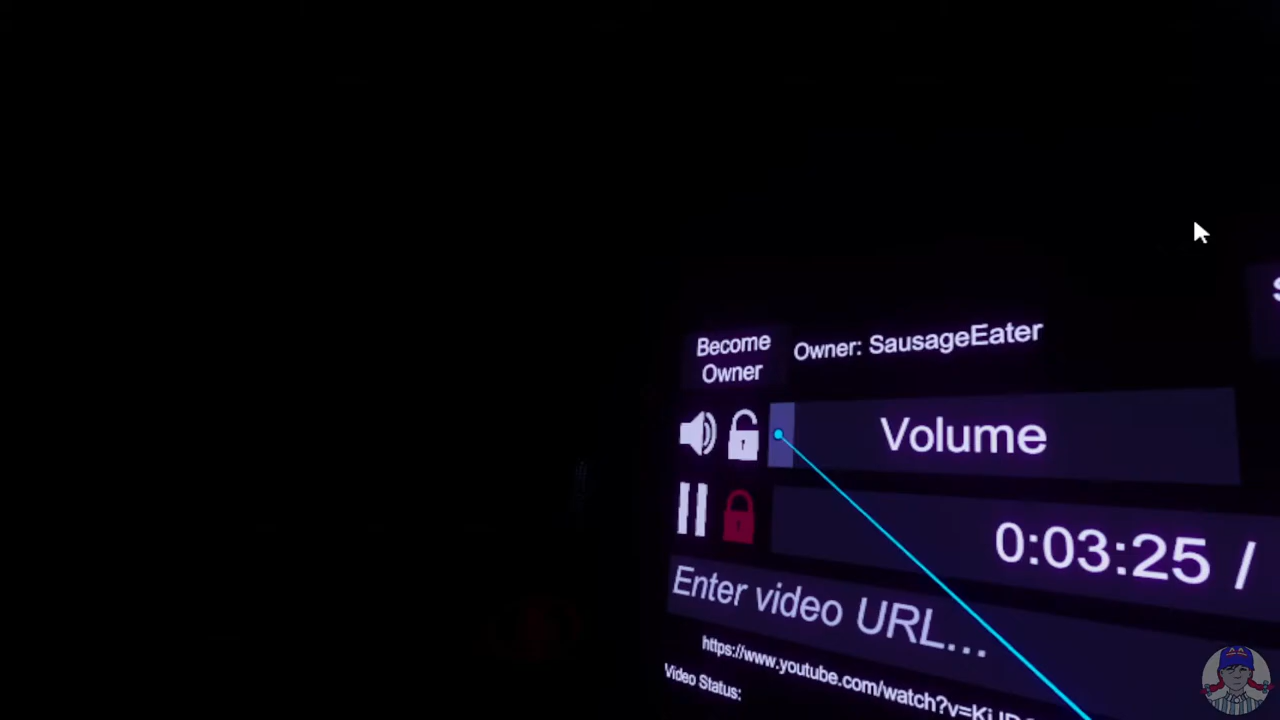 Become
Owner
Owner: SausageEater
Volume
0:03:25 /
Enter video URL...
https://www.youtube.com/watch?v=
Video Status: